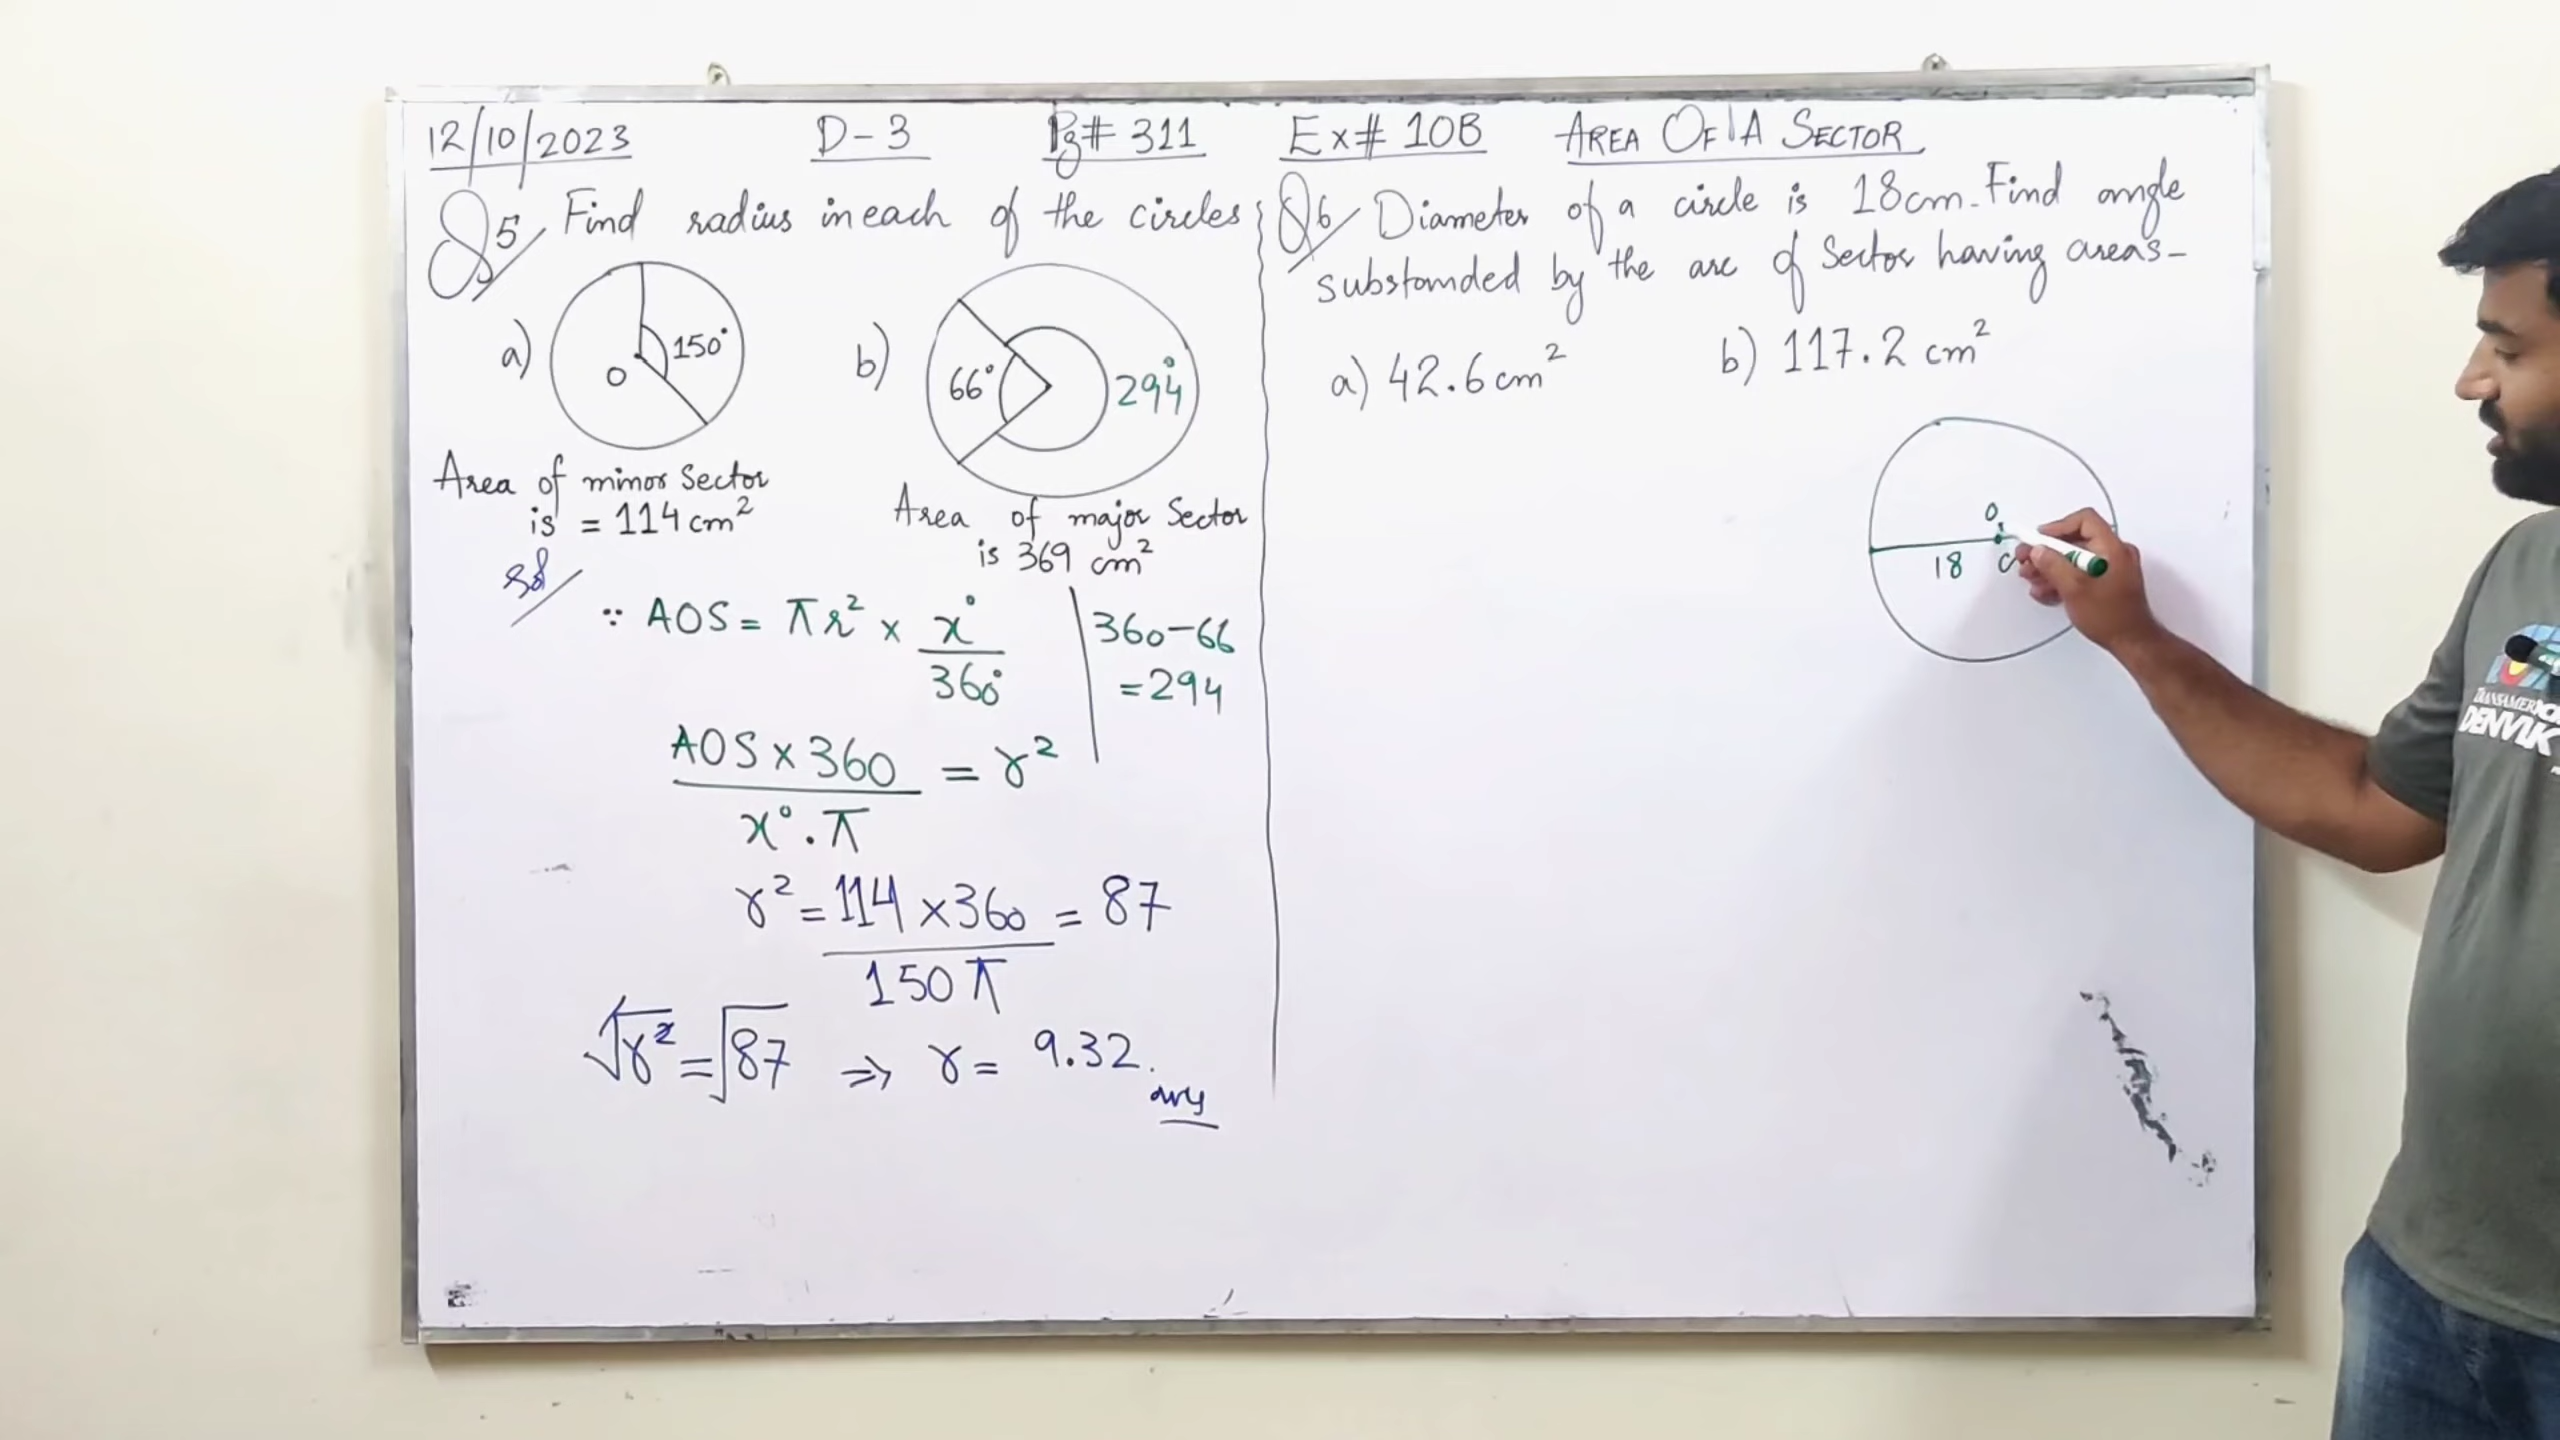 12/10/2023 D-3 Pg# 311 Ex# 10B AREA OF A SECTOR
Q5/ Find radius in each of the circles
a) 150° O
b) 66° 294°
Area of minor Sector
is = 114 cm²
Area of major Sector
is 369 cm²
Sol
∵ AOS = πr² × x°/360°
360-66
=294
AOS × 360 / x°.π = r²
r² = 114 × 360 / 150π = 87
√r² = √87 ⇒ r = 9.32.
ans
Q6/ Diameter of a circle is 18cm. Find angle
substanded by the arc of Sector having areas-
a) 42.6 cm² b) 117.2 cm²
O
18 c
TRANSAMERICA
DENVIK